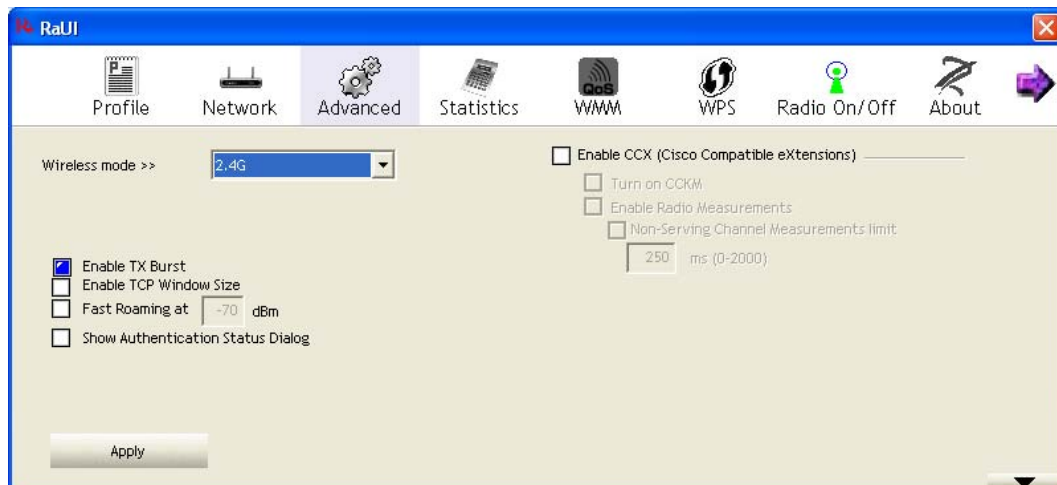 RaUI
Profile Network Advanced Statistics QoS WMM WPS Radio On/Off About
Wireless mode >> 2.4G
Enable TX Burst
Enable TCP Window Size
Fast Roaming at -70 dBm
Show Authentication Status Dialog
Enable CCX (Cisco Compatible eXtensions)
Turn on CCKM
Enable Radio Measurements
Non-Serving Channel Measurements limit
250 ms (0-2000)
Apply